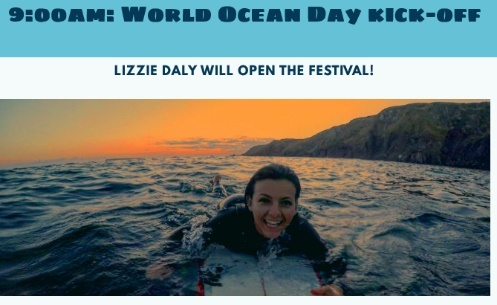 9:00am: World Ocean Day kick-off
LIZZIE DALY WILL OPEN THE FESTIVAL!